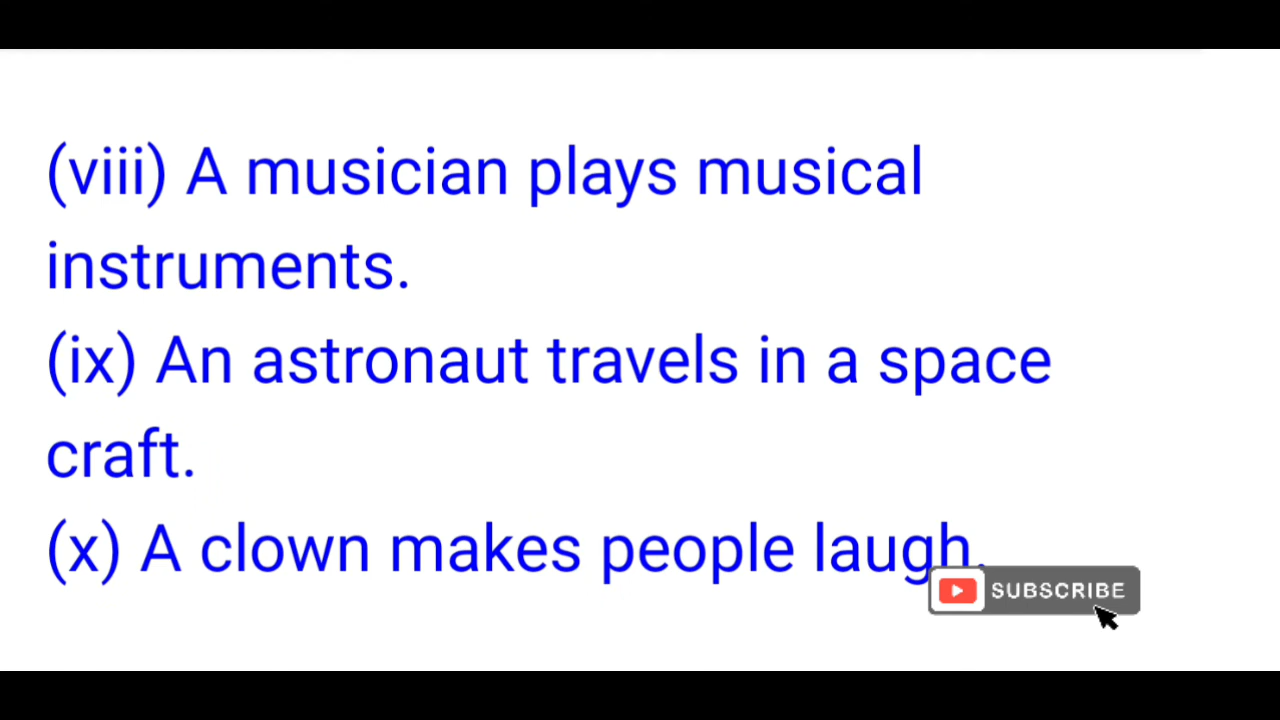 (viii) A musician plays musical
instruments.
(ix) An astronaut travels in a space
craft.
(x) A clown makes people laugh.
SUBSCRIBE